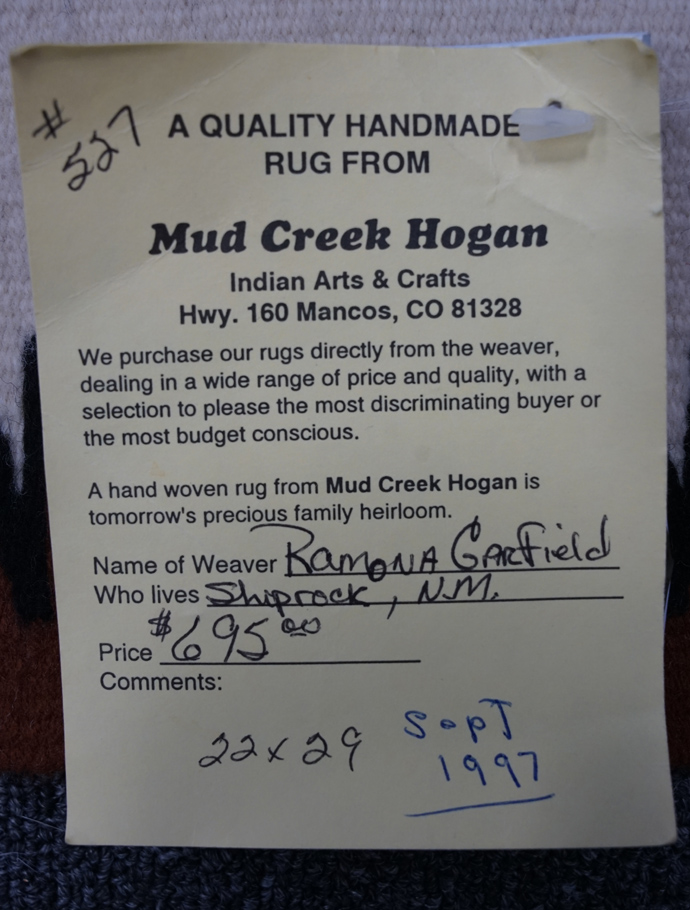 # 527
A QUALITY HANDMADE
RUG FROM
Mud Creek Hogan
Indian Arts & Crafts
Hwy. 160 Mancos, CO 81328
We purchase our rugs directly from the weaver,
dealing in a wide range of price and quality, with a
selection to please the most discriminating buyer or
the most budget conscious.
A hand woven rug from Mud Creek Hogan is
tomorrow's precious family heirloom.
Name of Weaver RAMONA GARField
Who lives Shiprock, N.M.
Price $695.00
Comments:
22 x 29
SepT
1997